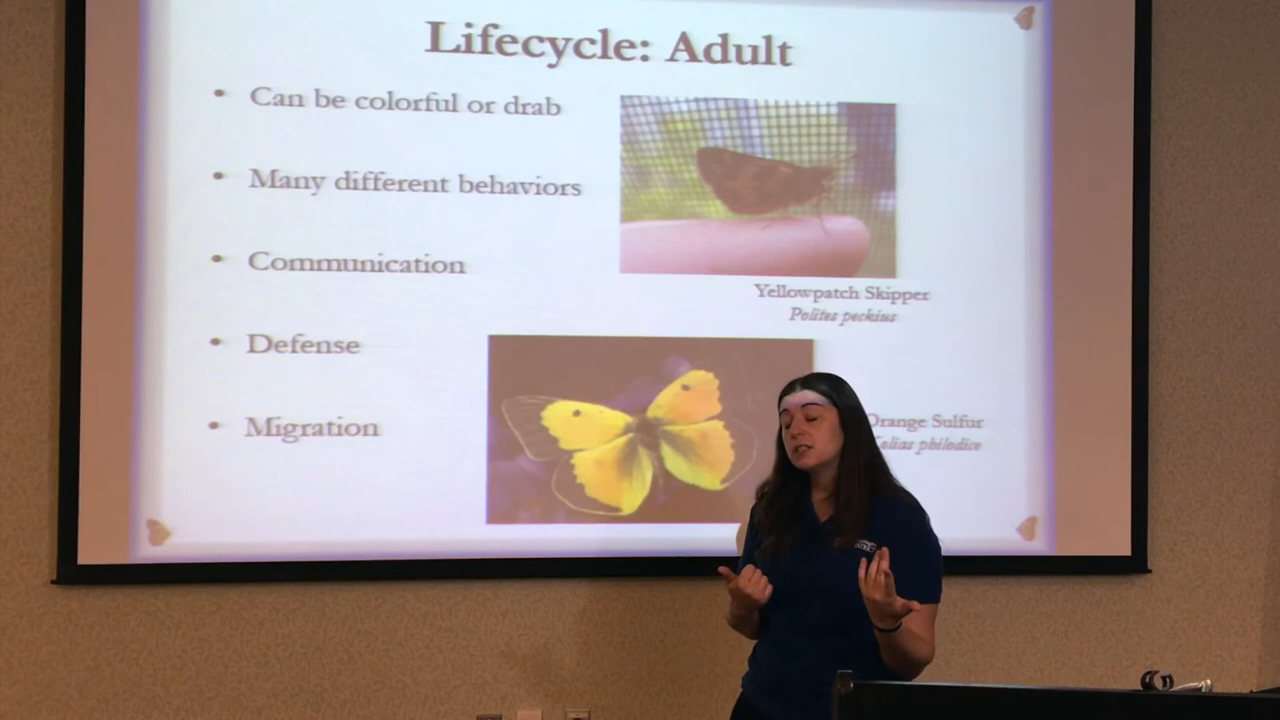 Lifecycle: Adult
• Can be colorful or drab
• Many different behaviors
• Communication
• Defense
• Migration
Yellowpatch Skipper
Polites peckius
Orange Sulfur
Colias philodice